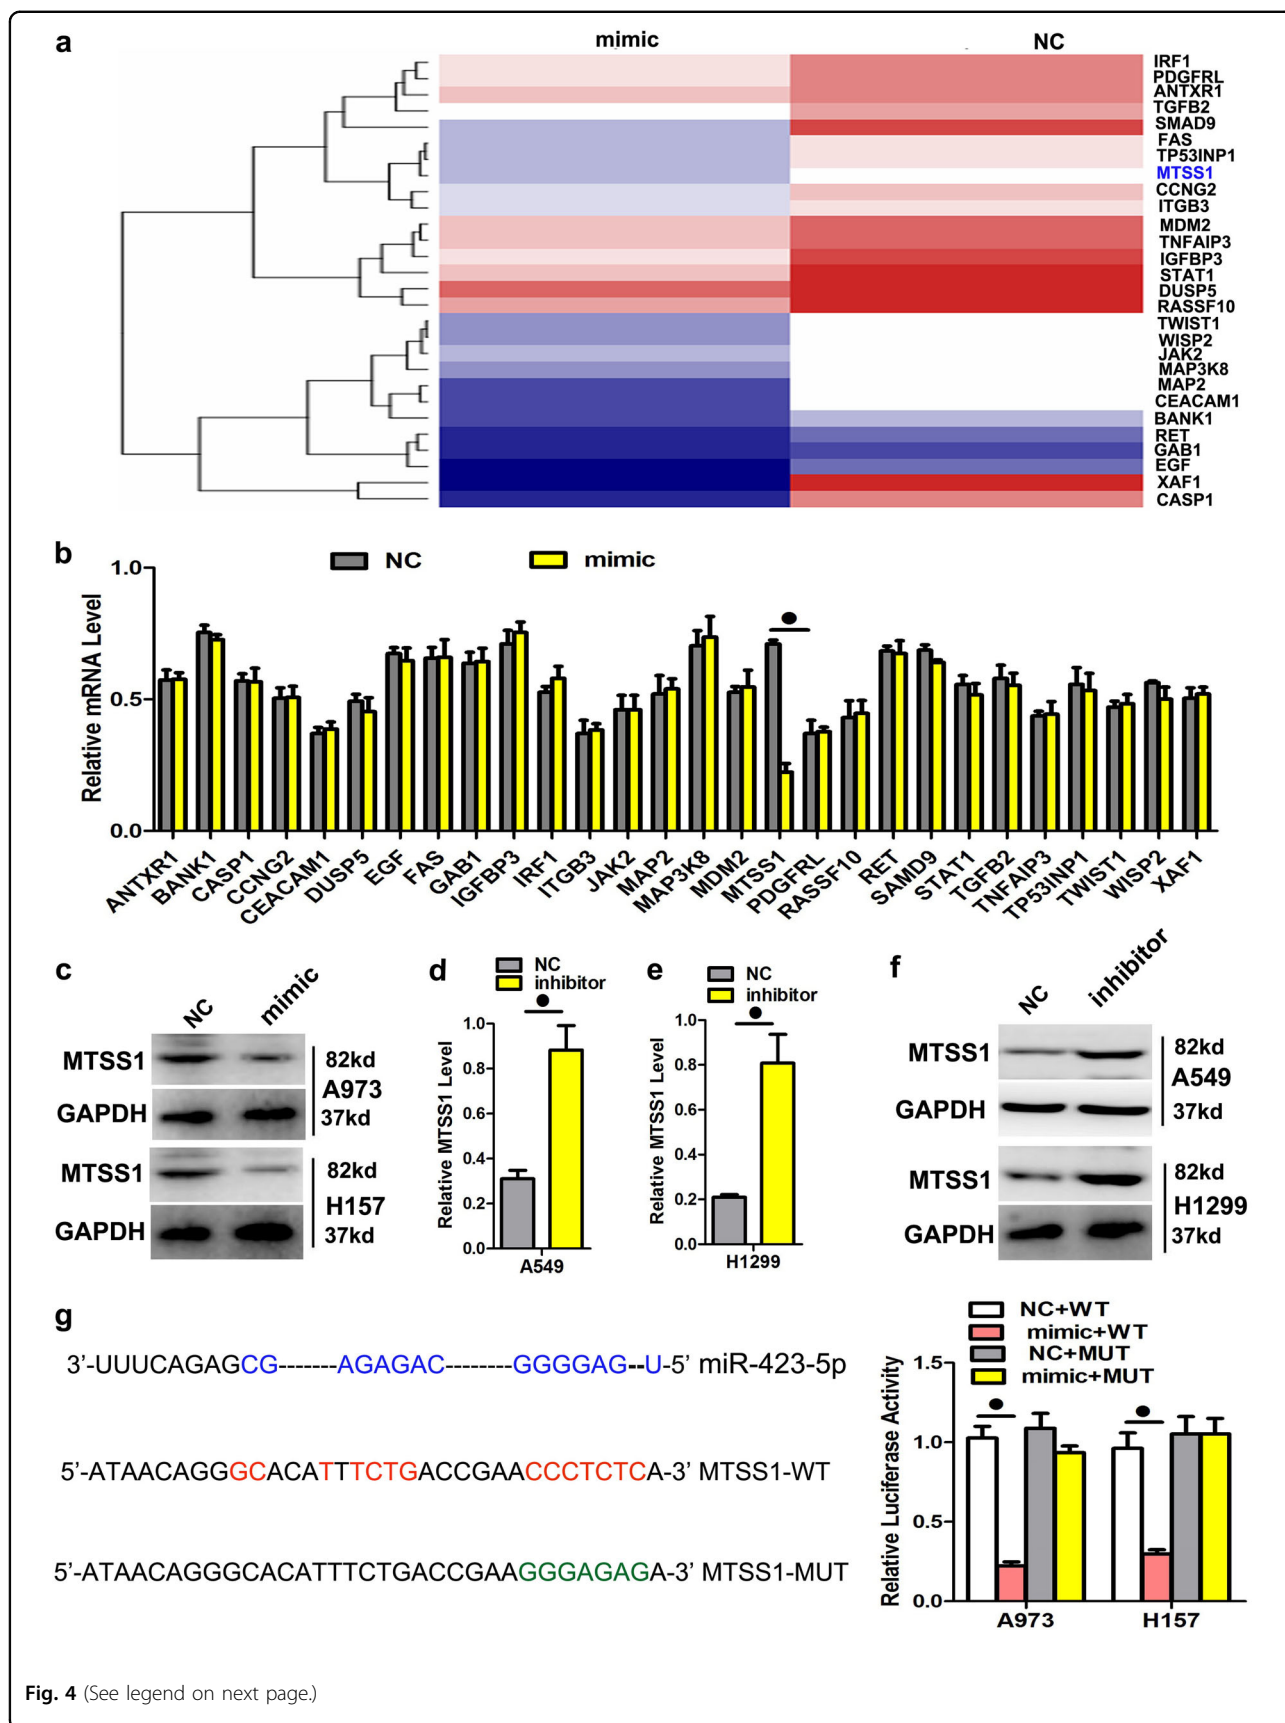 a
mimic
NC
IRF1
PDGFRL
ANTXR1
TGFB2
SMAD9
FAS
TP53INP1
MTSS1
CCNG2
ITGB3
MDM2
TNFAIP3
IGFBP3
STAT1
DUSP5
RASSF10
TWIST1
WISP2
JAK2
MAP3K8
MAP2
CEACAM1
BANK1
RET
GAB1
EGF
XAF1
CASP1
b
NC mimic
Relative mRNA Level
1.0
0.5
0.0
ANTXR1
BANK1
CASP1
CCNG2
CEACAM1
DUSP5
EGF
FAS
GAB1
IGFBP3
IRF1
ITGB3
JAK2
MAP2
MAP3K8
MDM2
MTSS1
PDGFRL
RASSF10
RET
SAMD9
STAT1
TGFB2
TNFAIP3
TP53INP1
TWIST1
WISP2
XAF1
c
NC mimic
MTSS1 82kd
A973
GAPDH 37kd
MTSS1 82kd
H157
GAPDH 37kd
d
NC
inhibitor
Relative MTSS1 Level
1.0
0.8
0.6
0.4
0.2
0.0
A549
e
NC
inhibitor
Relative MTSS1 Level
1.0
0.8
0.6
0.4
0.2
0.0
H1299
f
NC inhibitor
MTSS1 82kd
A549
GAPDH 37kd
MTSS1 82kd
H1299
GAPDH 37kd
g
3’-UUUCAGAGCG-------AGAGAC--------GGGGAG--U-5’ miR-423-5p
5’-ATAACAGGGCACATTTCTGACCGAACCCTCTCA-3’ MTSS1-WT
5’-ATAACAGGGCACATTTCTGACCGAAGGGAGAGA-3’ MTSS1-MUT
NC+WT
mimic+WT
NC+MUT
mimic+MUT
Relative Luciferase Activity
1.5
1.0
0.5
0.0
A973 H157
Fig. 4 (See legend on next page.)